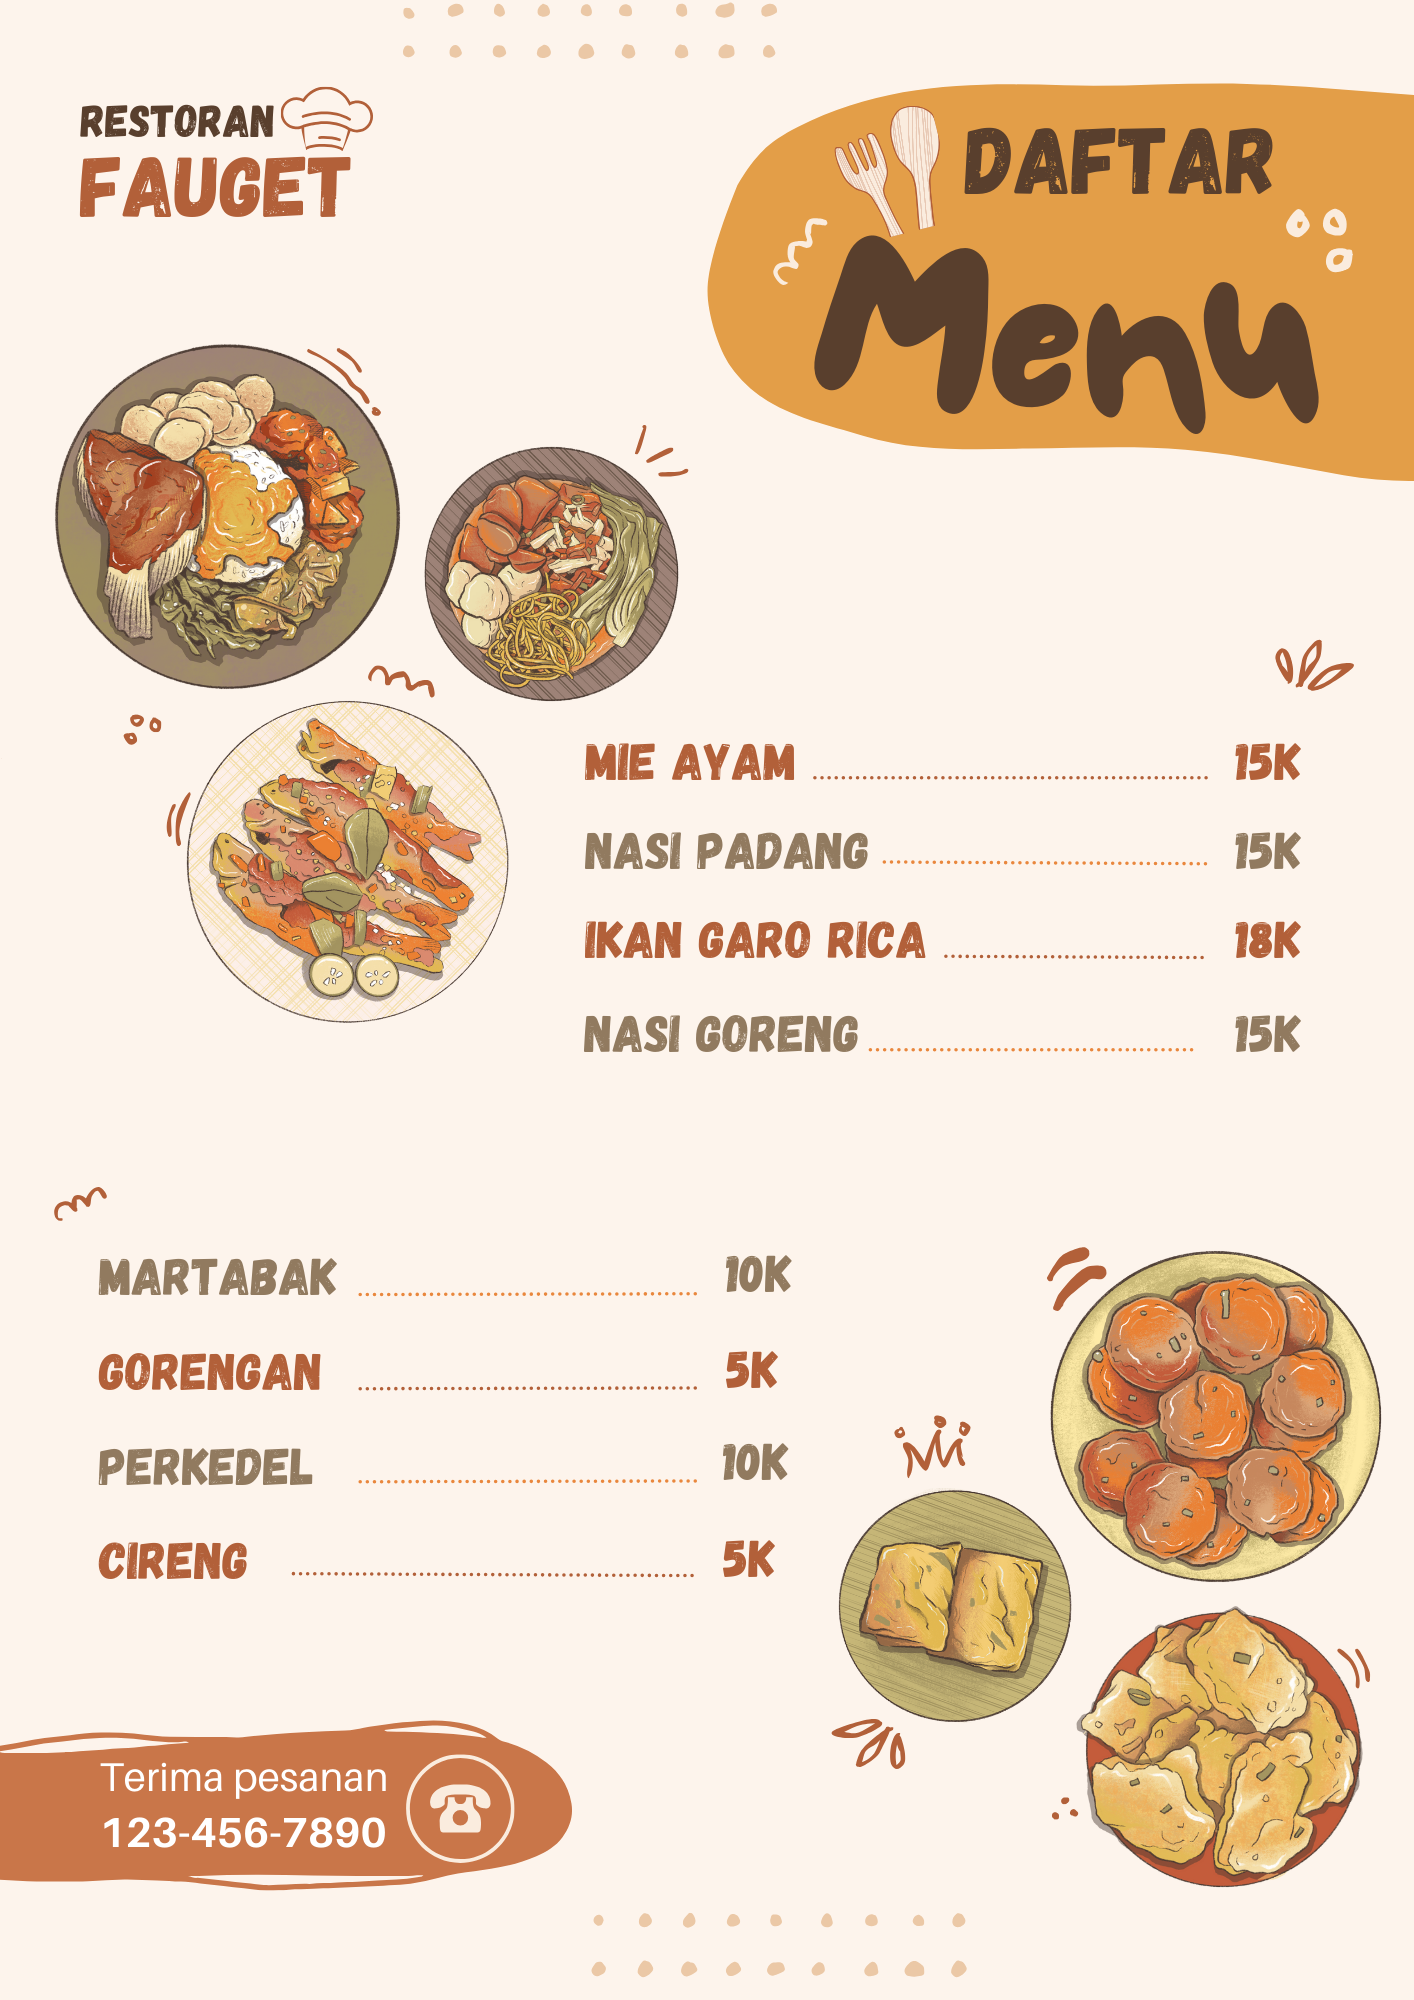 RESTORAN
FAUGET
DAFTAR
Menu
MIE AYAM ........ 15K
NASI PADANG ........ 15K
IKAN GARO RICA ........ 18K
NASI GORENG ........ 15K
MARTABAK ........ 10K
GORENGAN ........ 5K
PERKEDEL ........ 10K
CIRENG ........ 5K
Terima pesanan
123-456-7890